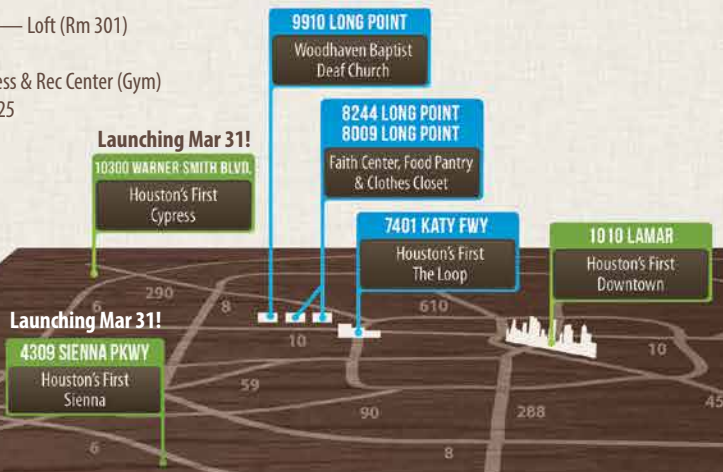 — Loft (Rm 301)
ess & Rec Center (Gym)
25
9910 LONG POINT
Woodhaven Baptist
Deaf Church
8244 LONG POINT
8009 LONG POINT
Faith Center, Food Pantry
& Clothes Closet
Launching Mar 31!
10300 WARNER SMITH BLVD.
Houston's First
Cypress
7401 KATY FWY
Houston's First
The Loop
1010 LAMAR
Houston's First
Downtown
Launching Mar 31!
4309 SIENNA PKWY
Houston's First
Sienna
6
290
8
610
10
10
59
90
288
45
6
8